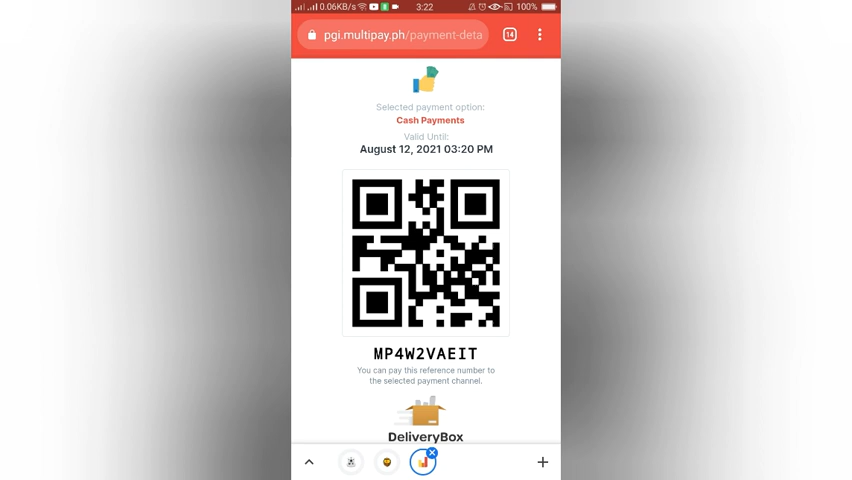 0.06KB/s
3:22
100%
pgi.multipay.ph/payment-deta
14
Selected payment option:
Cash Payments
Valid Until:
August 12, 2021 03:20 PM
MP4W2VAEIT
You can pay this reference number to
the selected payment channel.
DeliveryBox